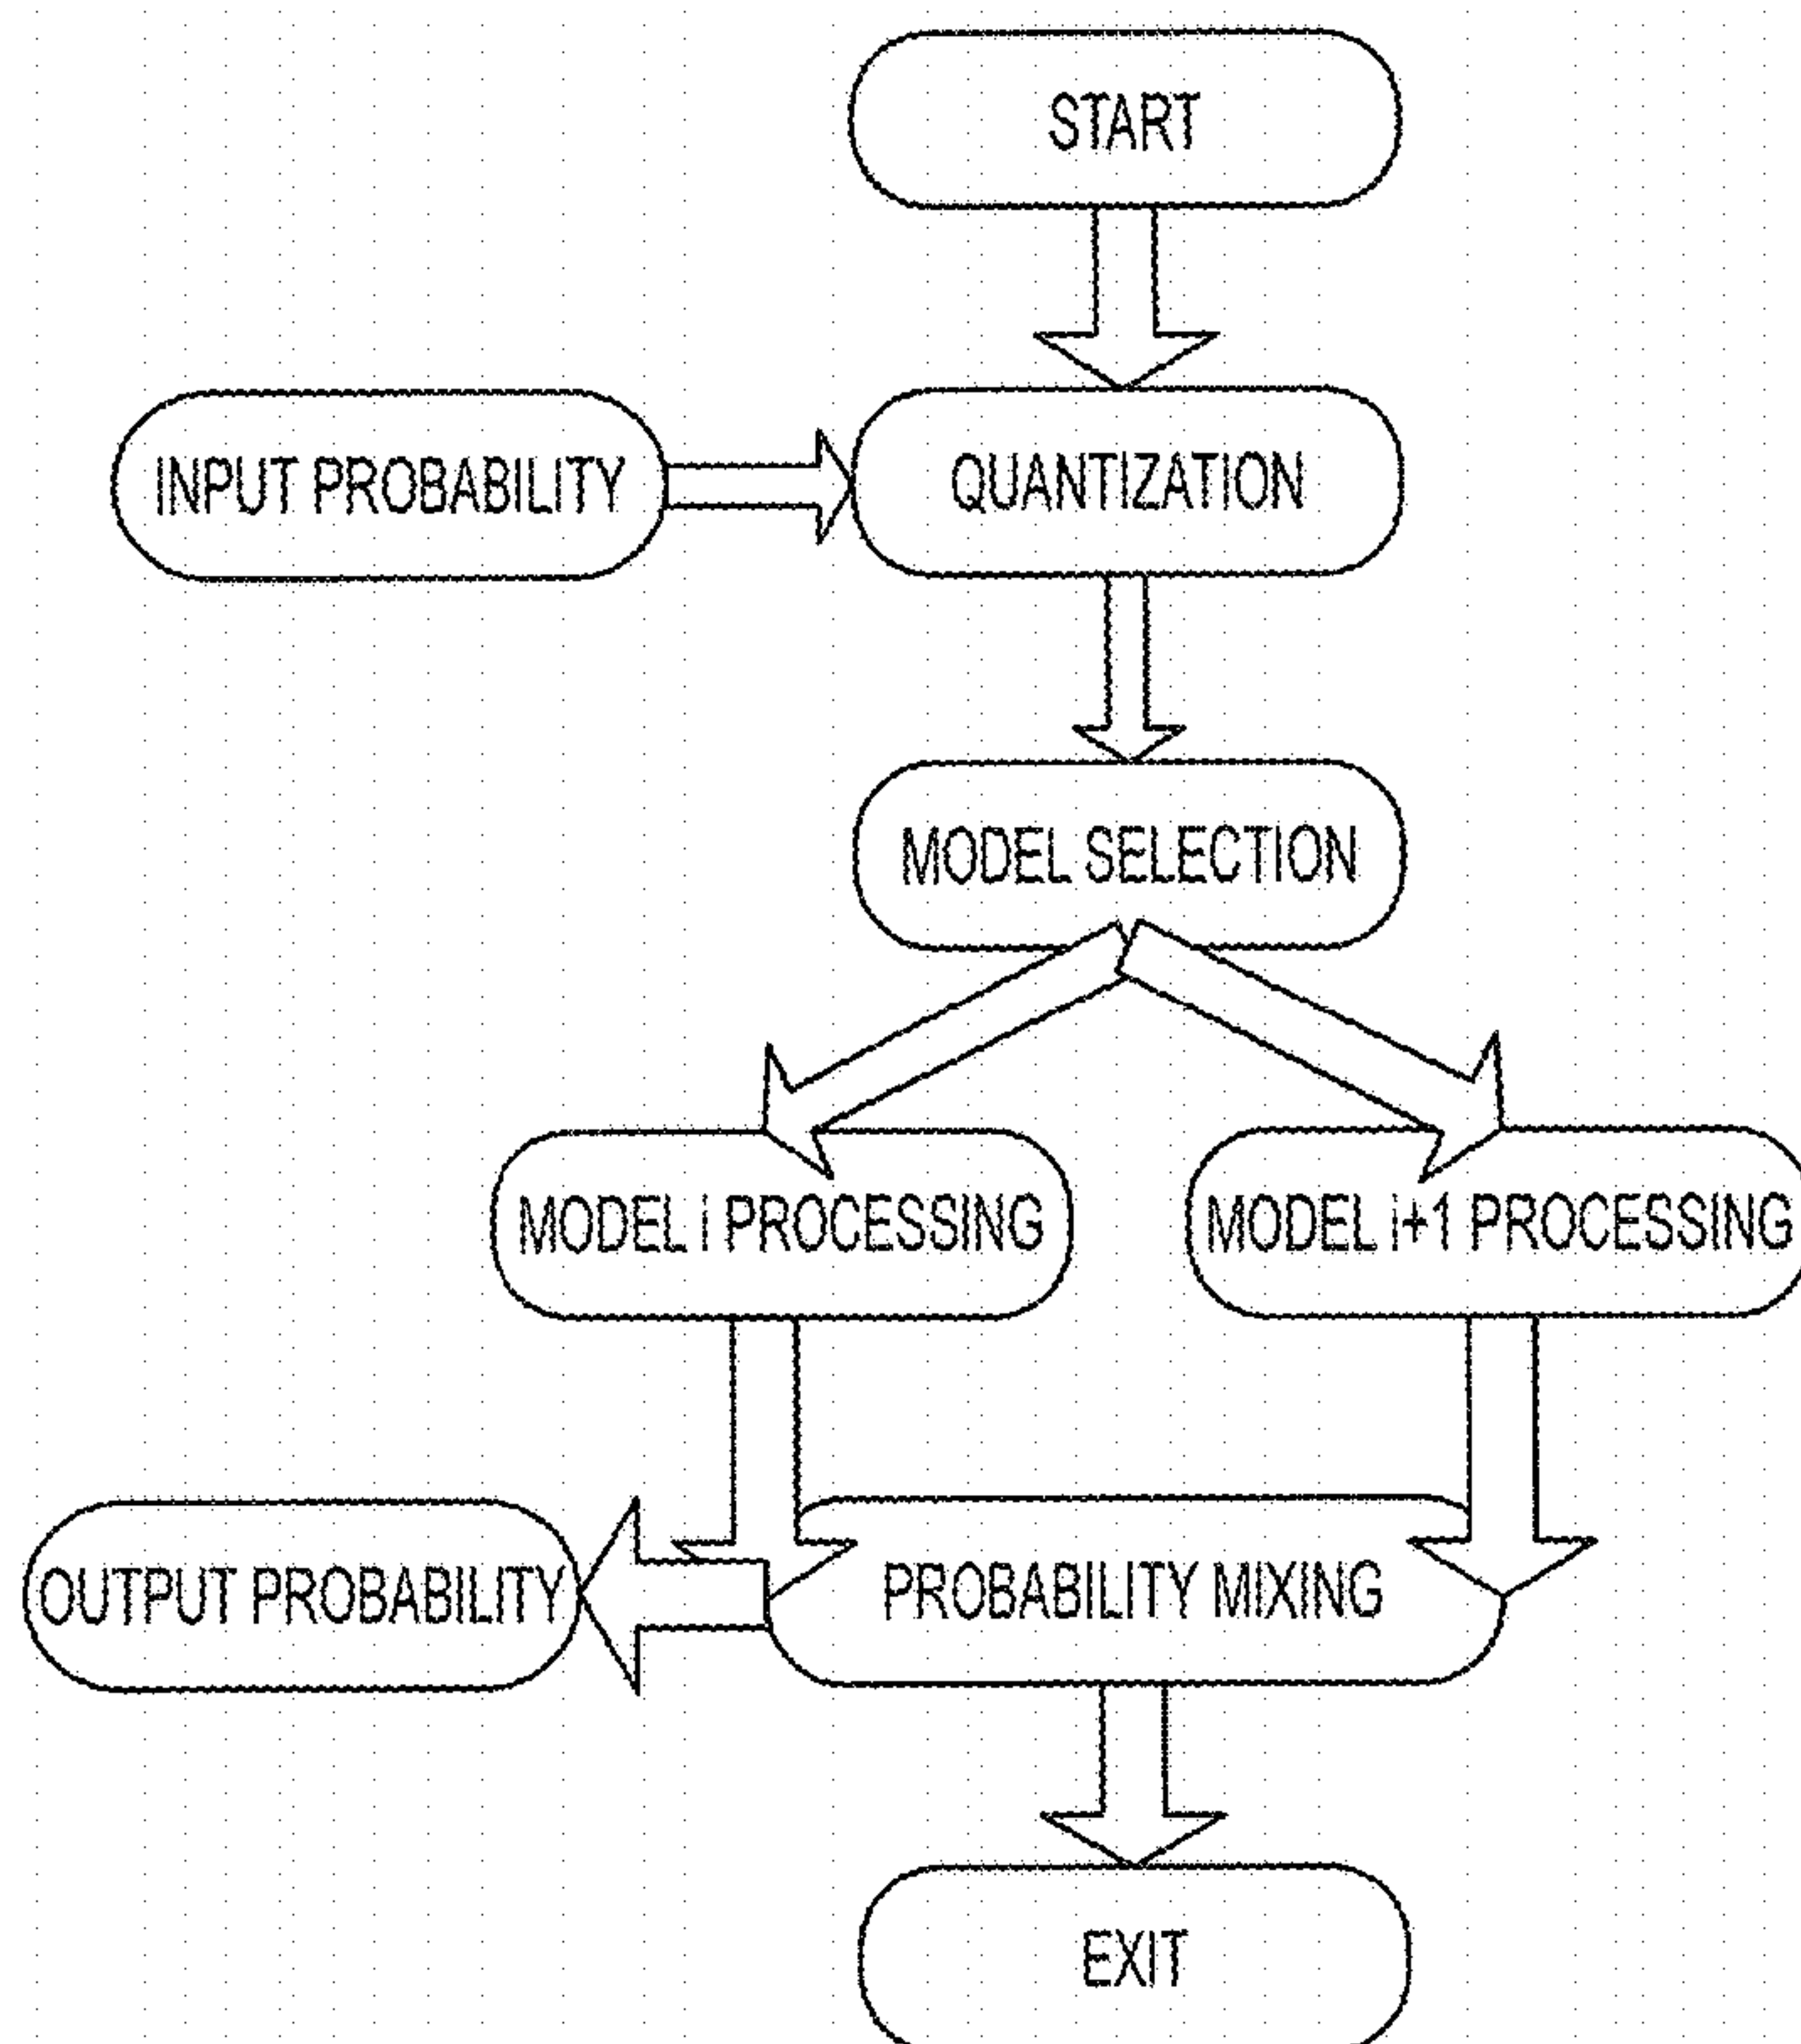 START
INPUT PROBABILITY
QUANTIZATION
MODEL SELECTION
MODEL i PROCESSING
MODEL i+1 PROCESSING
OUTPUT PROBABILITY
PROBABILITY MIXING
EXIT